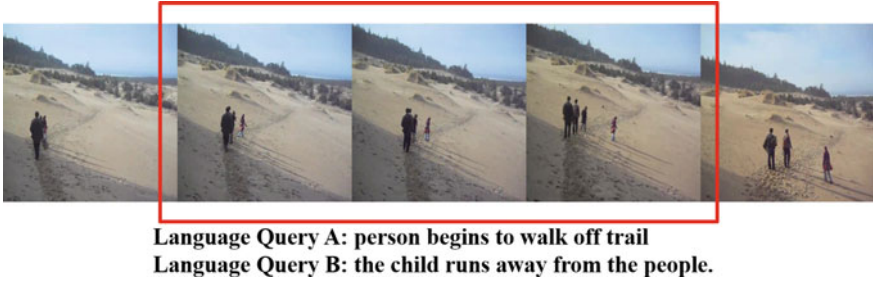 Language Query A: person begins to walk off trail
Language Query B: the child runs away from the people.